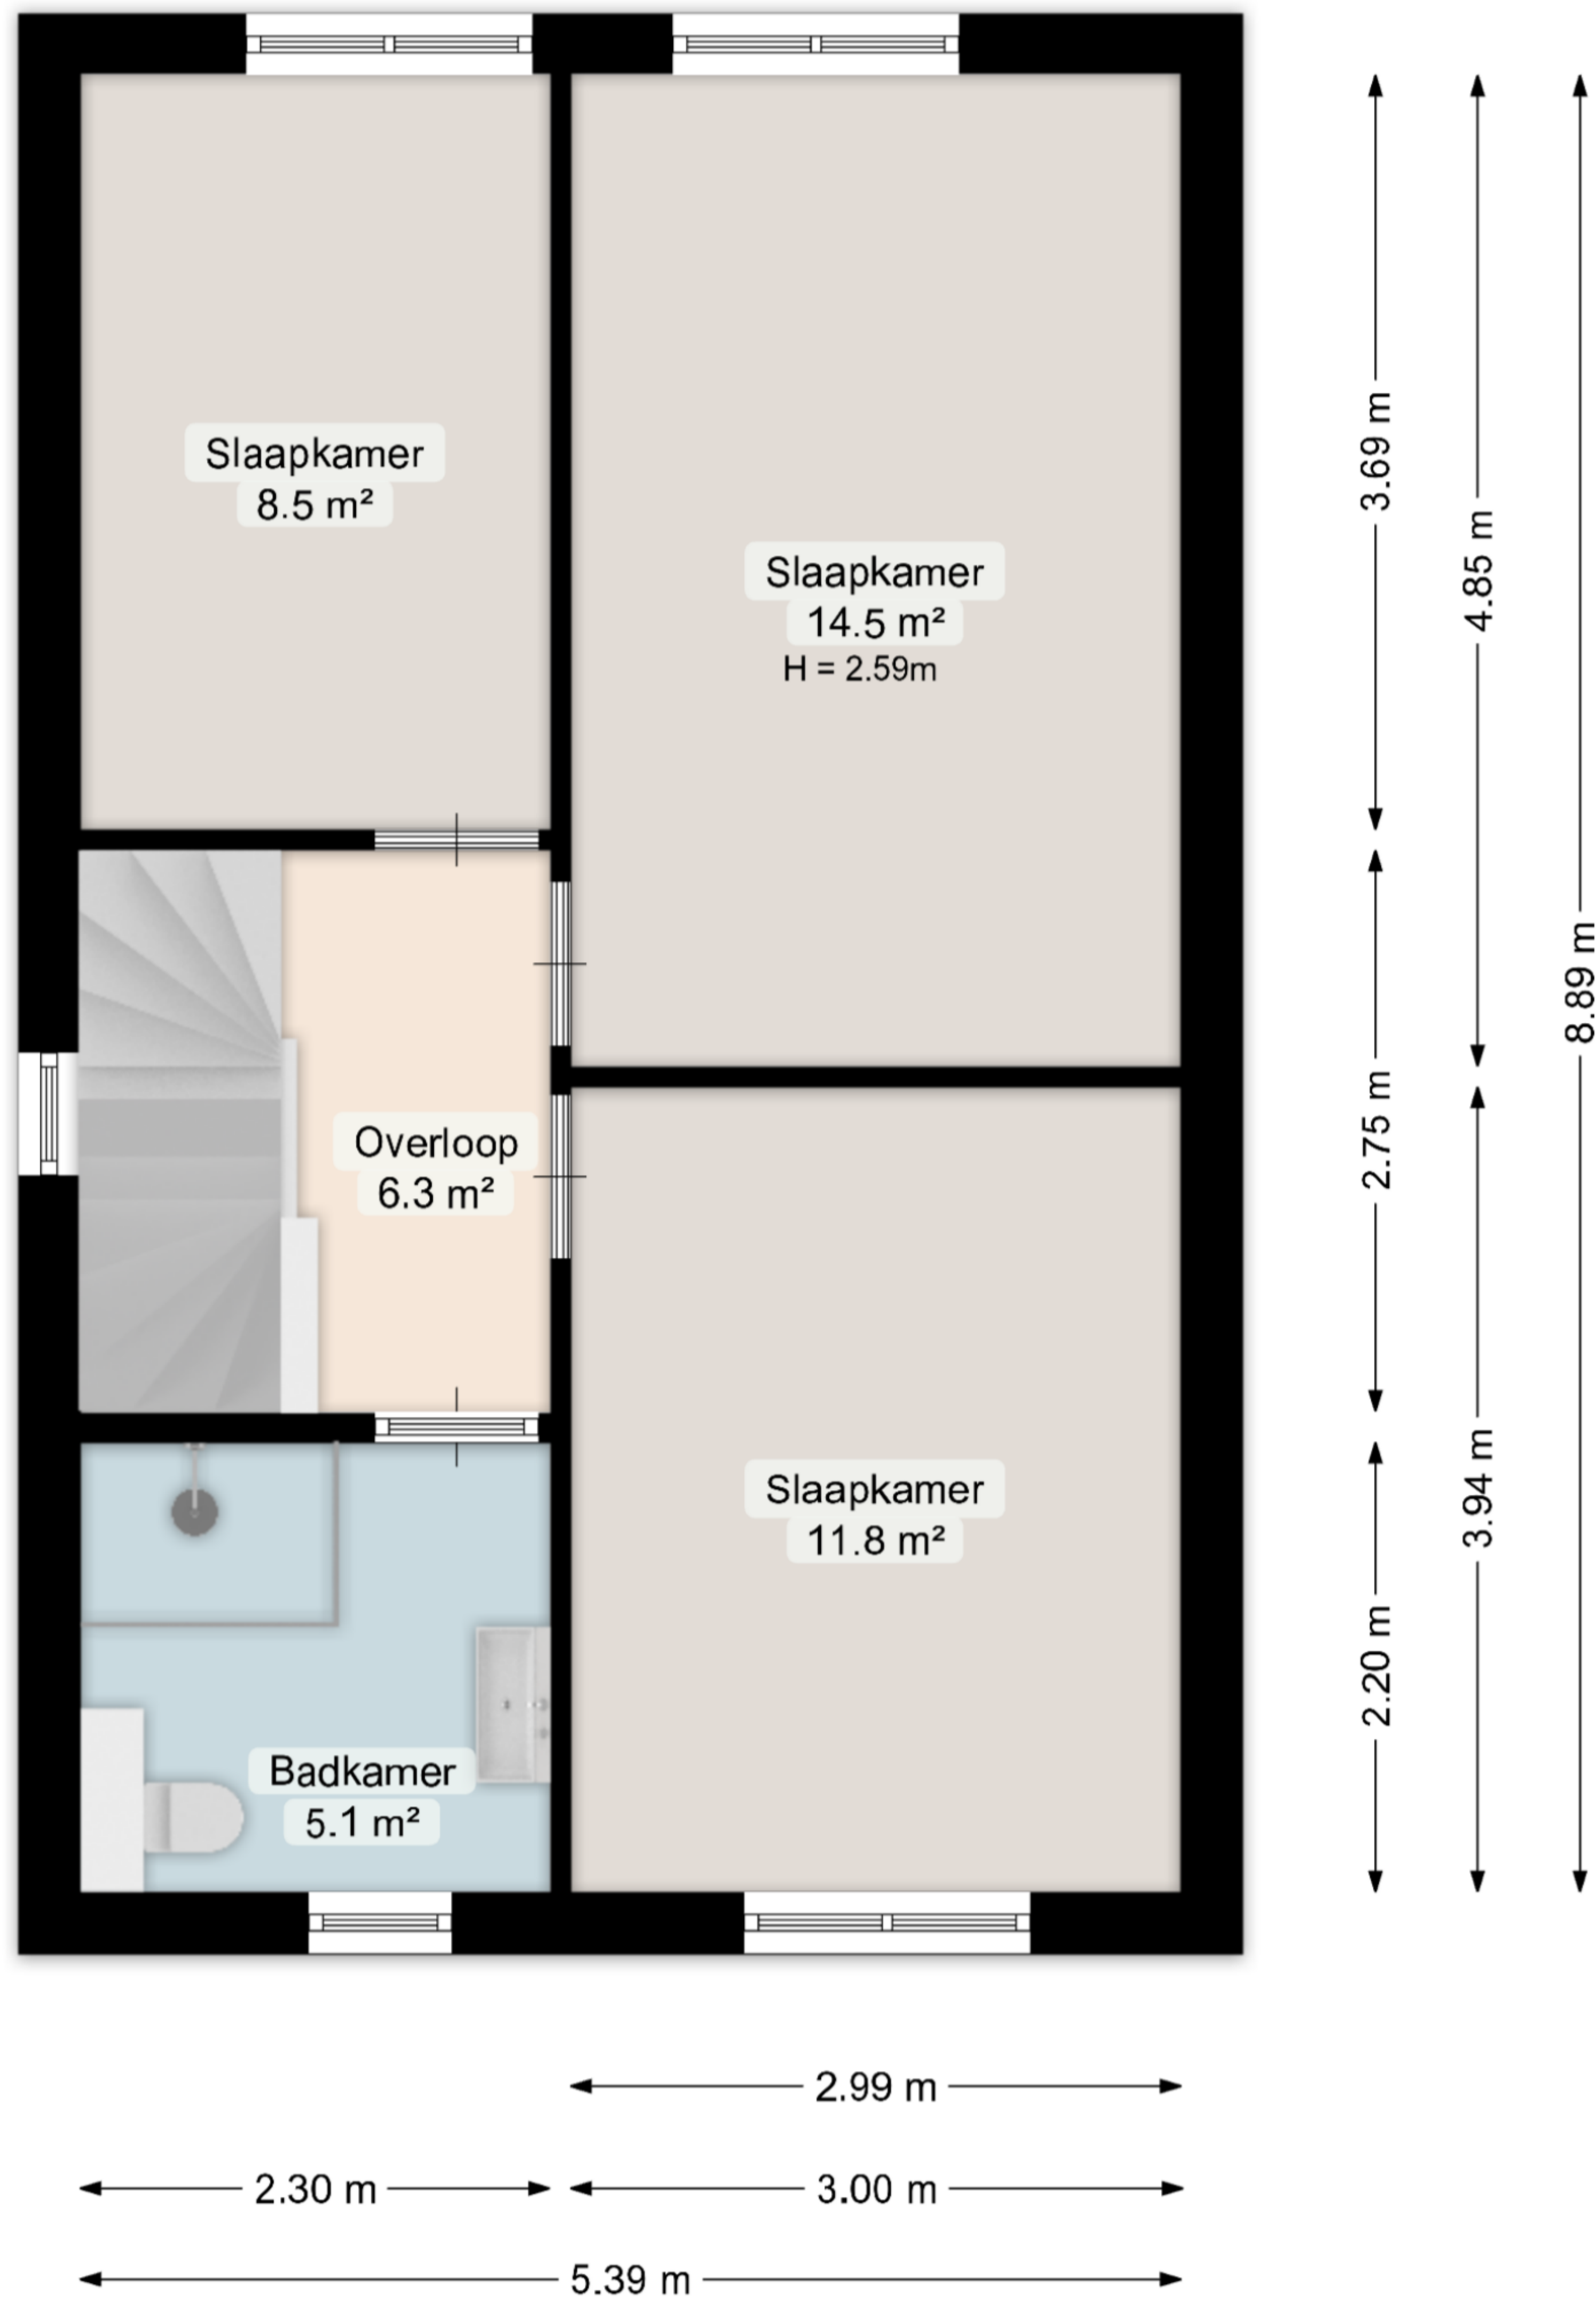 Slaapkamer
8.5 m²
Slaapkamer
14.5 m²
H = 2.59m
Overloop
6.3 m²
Slaapkamer
11.8 m²
Badkamer
5.1 m²
3.69 m
4.85 m
8.89 m
2.75 m
3.94 m
2.20 m
2.99 m
2.30 m
3.00 m
5.39 m